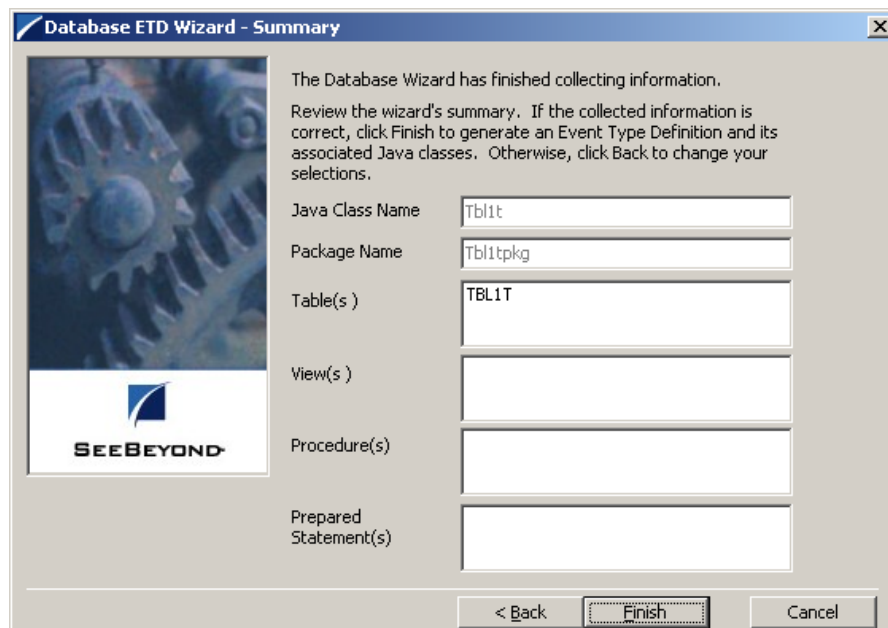 Database ETD Wizard - Summary
The Database Wizard has finished collecting information.
Review the wizard's summary. If the collected information is
correct, click Finish to generate an Event Type Definition and its
associated Java classes. Otherwise, click Back to change your
selections.
Java Class Name
Tbl1t
Package Name
Tbl1tpkg
Table(s )
TBL1T
View(s )
SEEBEYOND
Procedure(s)
Prepared
Statement(s)
< Back
Finish
Cancel